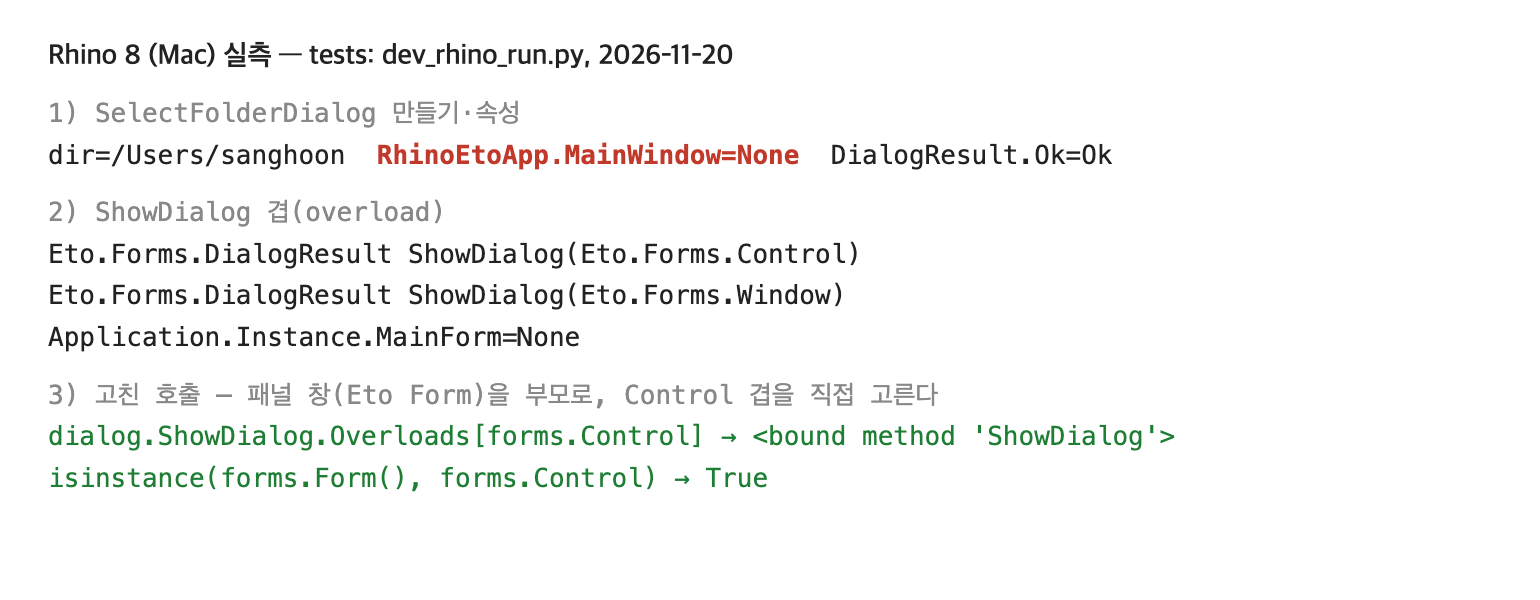 Rhino 8 (Mac) 실측 — tests: dev_rhino_run.py, 2026-11-20
1) SelectFolderDialog 만들기·속성
dir=/Users/sanghoon  RhinoEtoApp.MainWindow=None  DialogResult.Ok=Ok
2) ShowDialog 겹(overload)
Eto.Forms.DialogResult ShowDialog(Eto.Forms.Control)
Eto.Forms.DialogResult ShowDialog(Eto.Forms.Window)
Application.Instance.MainForm=None
3) 고친 호출 — 패널 창(Eto Form)을 부모로, Control 겹을 직접 고른다
dialog.ShowDialog.Overloads[forms.Control] → <bound method 'ShowDialog'>
isinstance(forms.Form(), forms.Control) → True